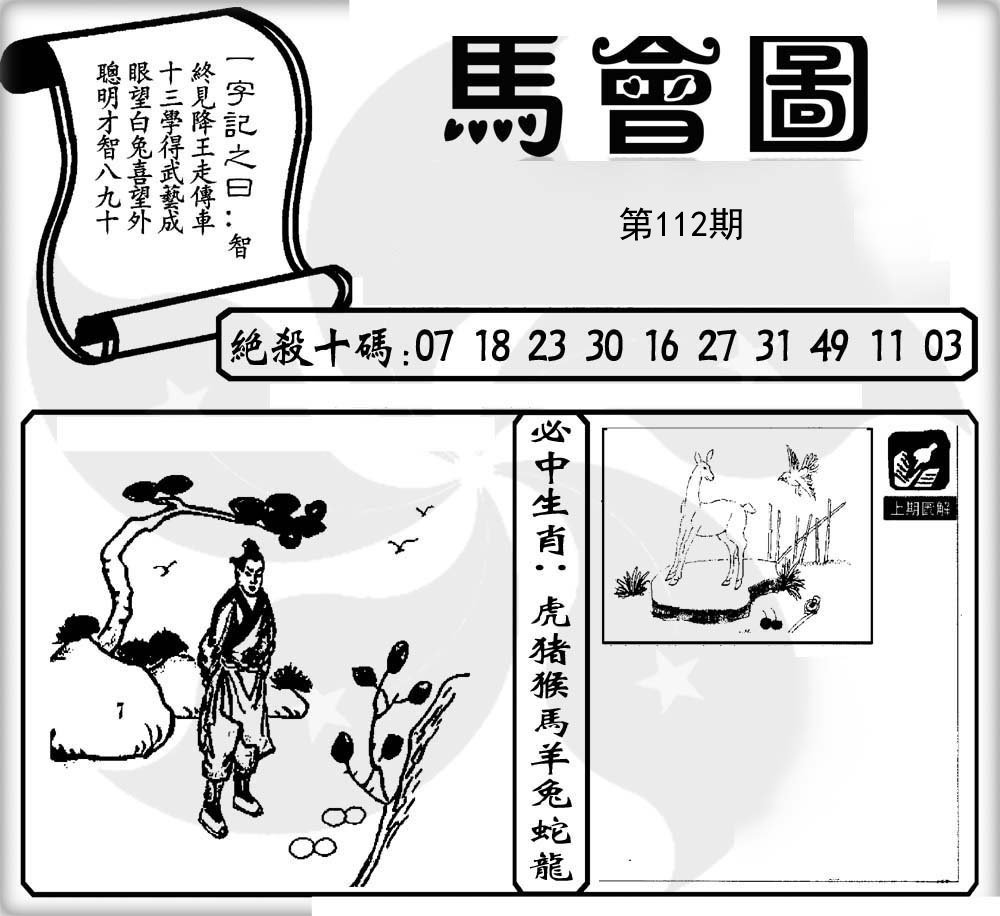 馬會圖
第112期
一字記之曰：智
終見降王走傳車
十三學得武藝成
眼望白兔喜望外
聰明才智八九十
絕殺十碼：07 18 23 30 16 27 31 49 11 03
必中生肖：虎猪猴馬羊兔蛇龍
上期圖解
7